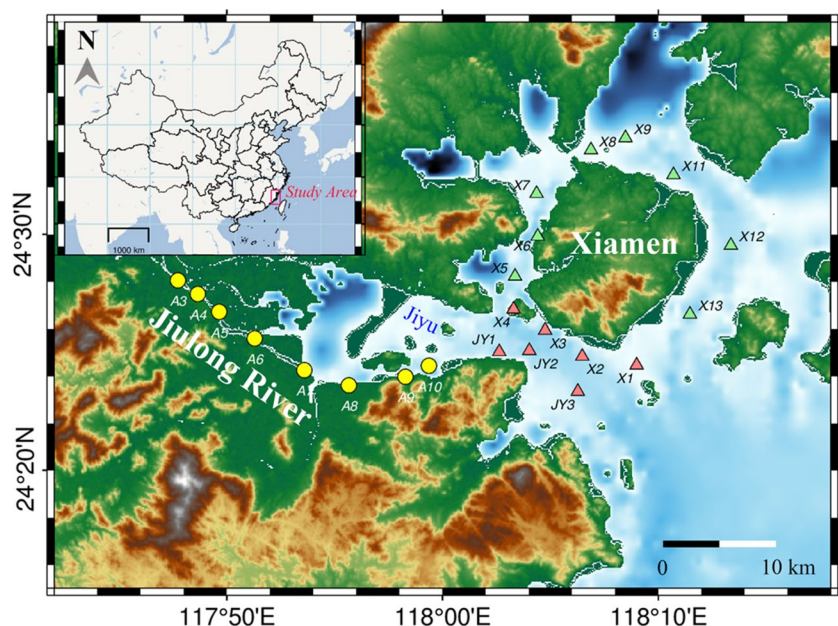 N
Study Area
1000 km
24°30'N
24°20'N
117°50'E
118°00'E
118°10'E
Xiamen
Jiulong River
Jiyu
A3
A4
A5
A6
A7
A8
A9
A10
JY1
JY2
JY3
X1
X2
X3
X4
X5
X6
X7
X8
X9
X11
X12
X13
0 10 km